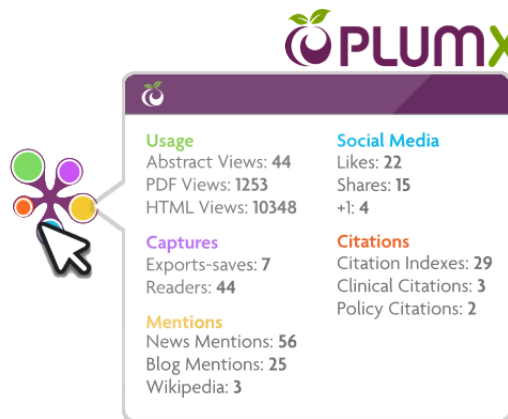 PLUMX
Usage
Abstract Views: 44
PDF Views: 1253
HTML Views: 10348
Captures
Exports-saves: 7
Readers: 44
Mentions
News Mentions: 56
Blog Mentions: 25
Wikipedia: 3
Social Media
Likes: 22
Shares: 15
+1: 4
Citations
Citation Indexes: 29
Clinical Citations: 3
Policy Citations: 2